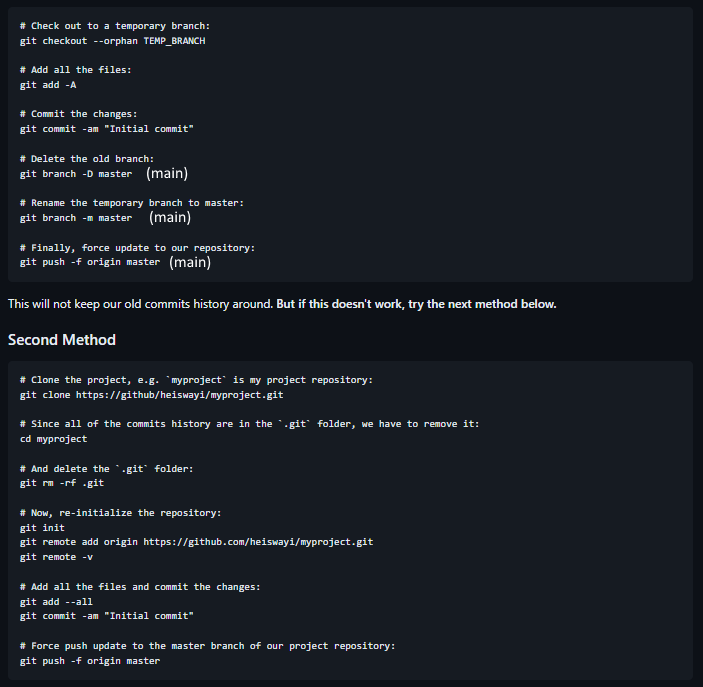 # Check out to a temporary branch:
git checkout --orphan TEMP_BRANCH
# Add all the files:
git add -A
# Commit the changes:
git commit -am "Initial commit"
# Delete the old branch:
git branch -D master (main)
# Rename the temporary branch to master:
git branch -m master (main)
# Finally, force update to our repository:
git push -f origin master (main)
This will not keep our old commits history around. But if this doesn't work, try the next method below.
Second Method
# Clone the project, e.g. `myproject` is my project repository:
git clone https://github/heiswayi/myproject.git
# Since all of the commits history are in the `.git` folder, we have to remove it:
cd myproject
# And delete the `.git` folder:
git rm -rf .git
# Now, re-initialize the repository:
git init
git remote add origin https://github.com/heiswayi/myproject.git
git remote -v
# Add all the files and commit the changes:
git add --all
git commit -am "Initial commit"
# Force push update to the master branch of our project repository:
git push -f origin master